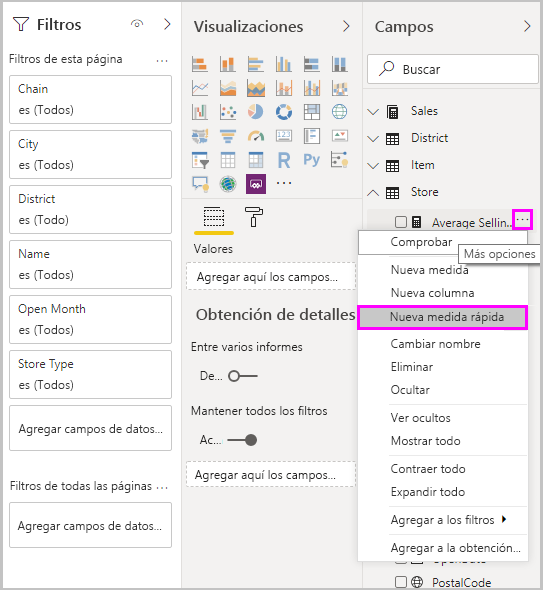 Filtros
Filtros de esta página ...
Chain
es (Todos)
City
es (Todos)
District
es (Todo)
Name
es (Todos)
Open Month
es (Todos)
Store Type
es (Todos)
Agregar campos de datos...
Filtros de todas las páginas ...
Agregar campos de datos...
Visualizaciones
123
R Py
...
Valores
Agregar aquí los campos...
Obtención de detalles
Entre varios informes
De...
Mantener todos los filtros
Ac...
Agregar aquí los campos...
Campos
Buscar
Sales
District
Item
Store
Average Sellin... ...
Comprobar
Más opciones
Nueva medida
Nueva columna
Nueva medida rápida
Cambiar nombre
Eliminar
Ocultar
Ver ocultos
Mostrar todo
Contraer todo
Expandir todo
Agregar a los filtros
Agregar a la obtención...
PostalCode